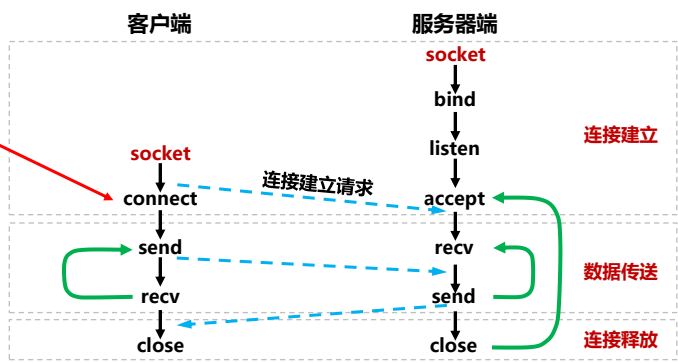 客户端
服务器端
socket
bind
listen
连接建立
socket
连接建立请求
connect
accept
send
recv
数据传送
recv
send
close
close
连接释放